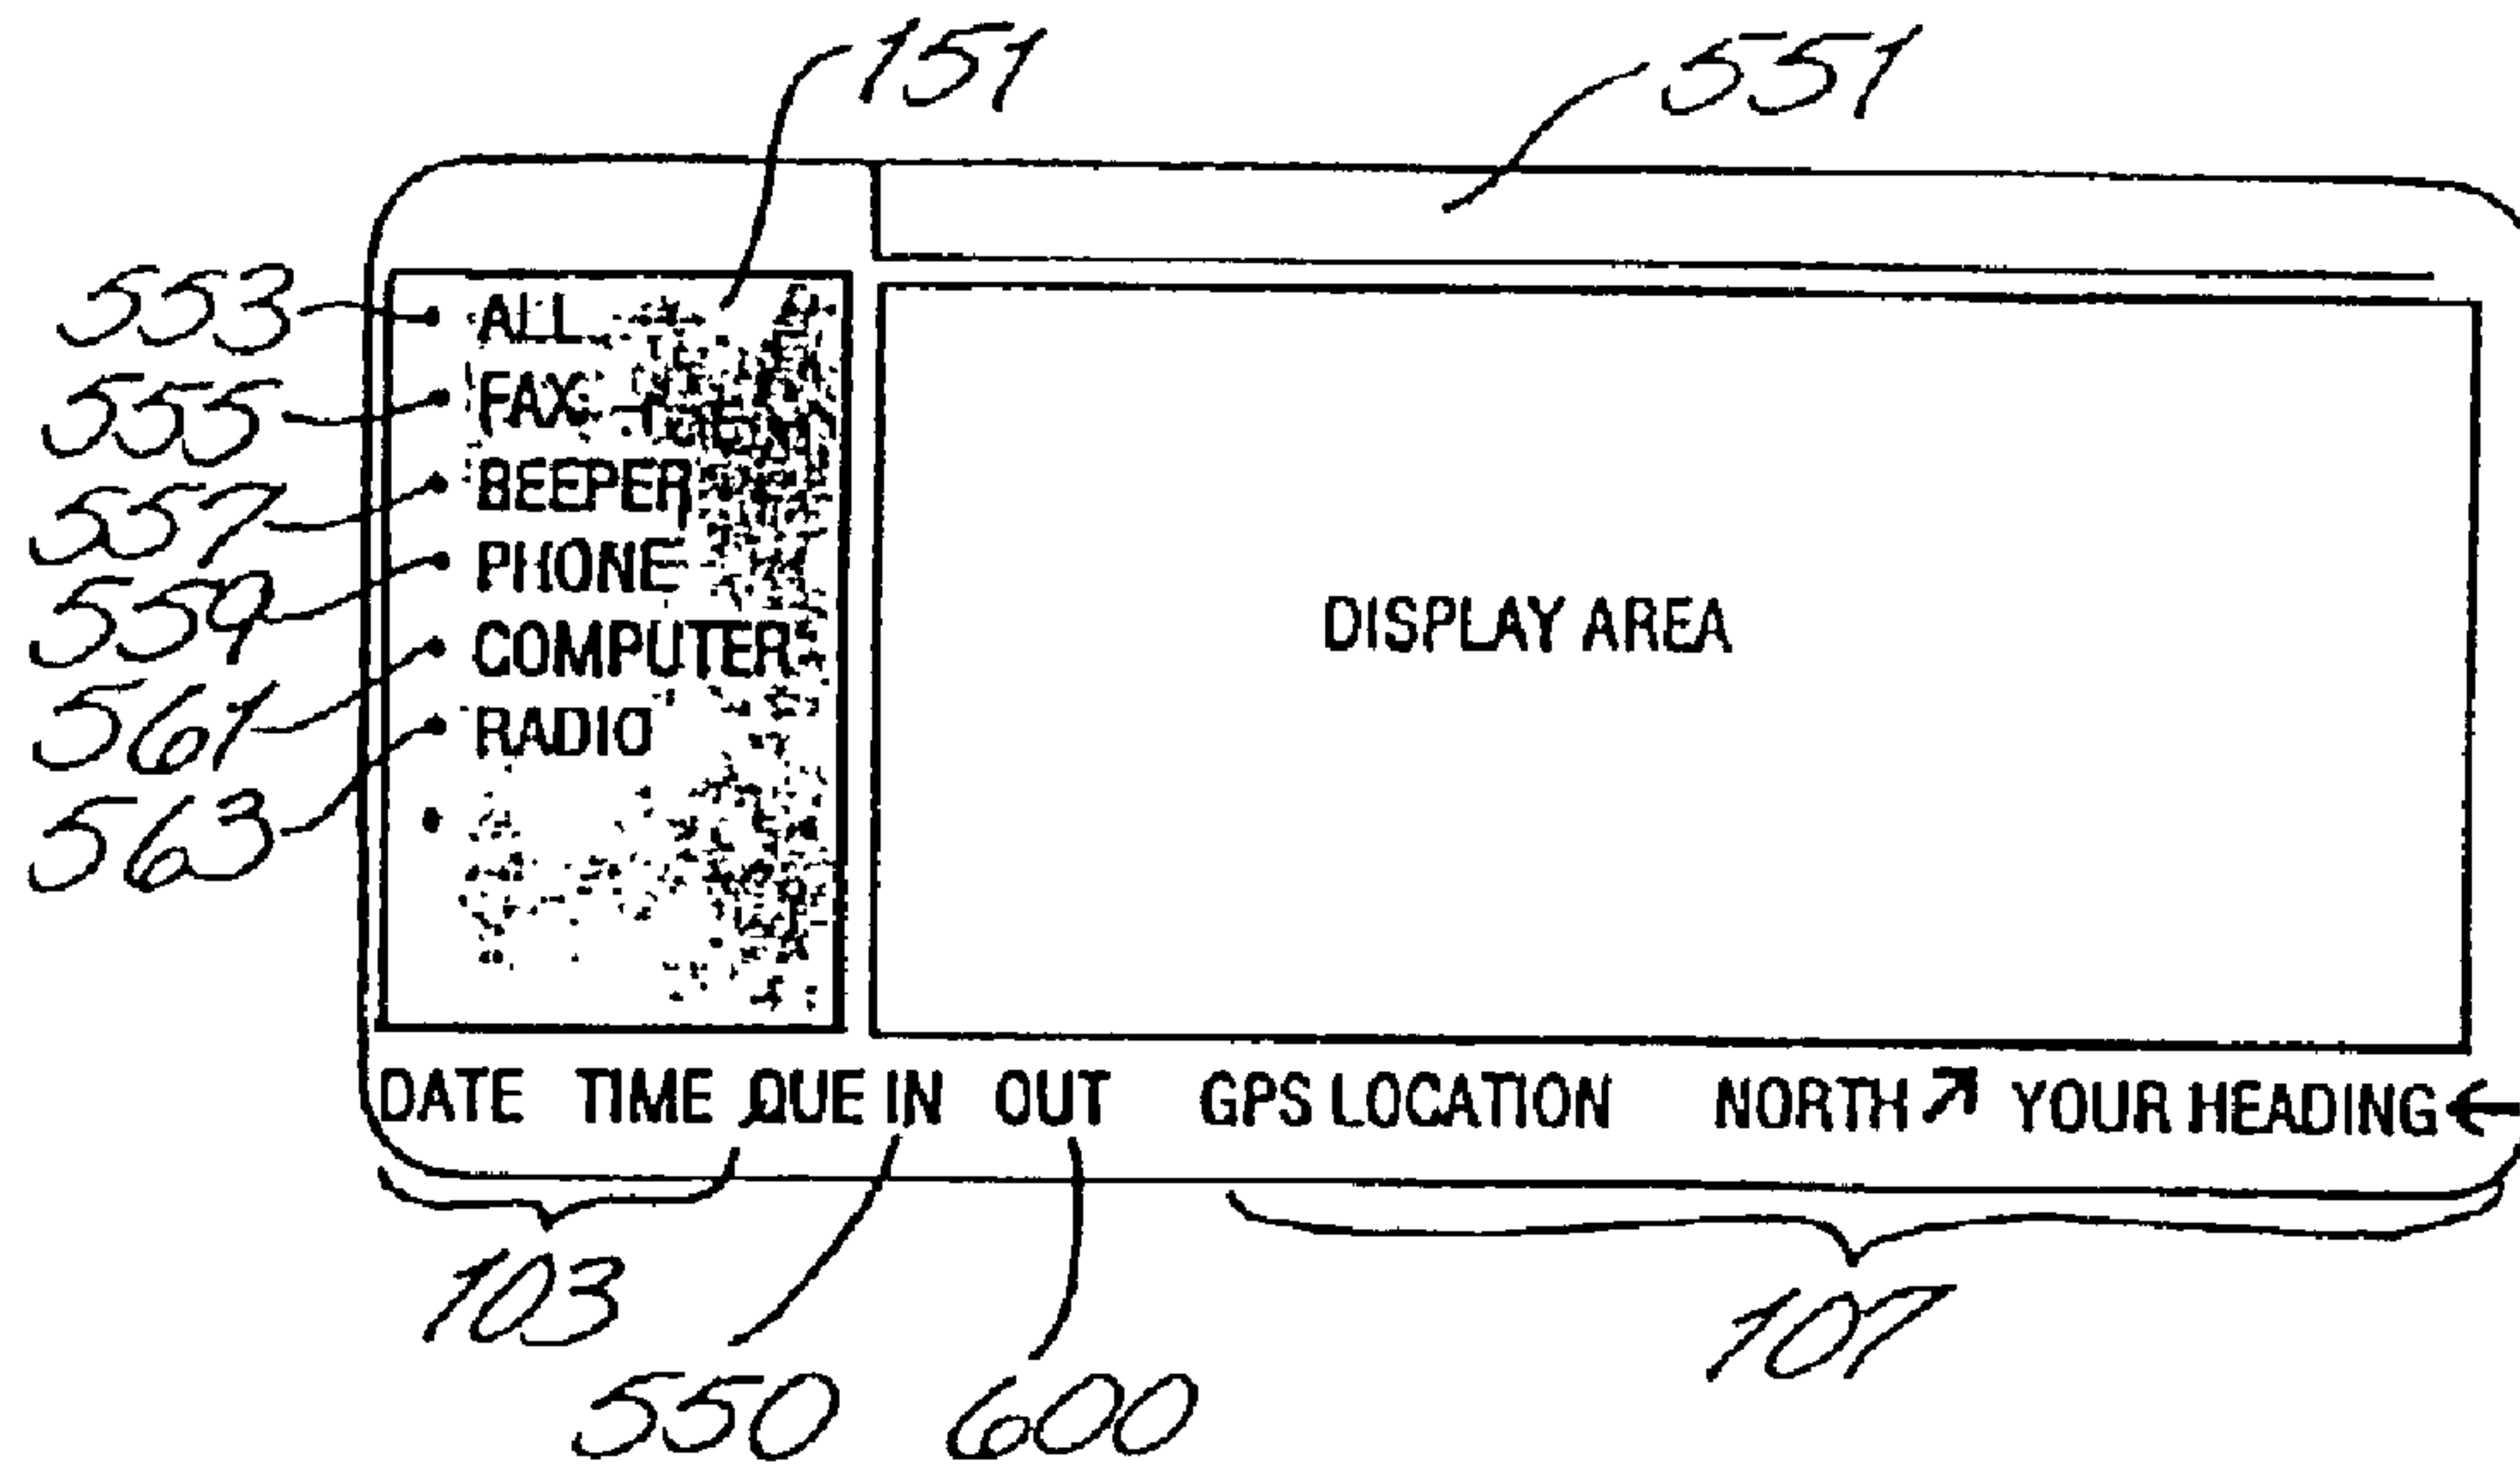 151 551
553 ALL
555 FAX
557 BEEPER
559 PHONE
561 COMPUTER
563 RADIO
DISPLAY AREA
DATE TIME QUE IN OUT GPS LOCATION NORTH ↗ YOUR HEADING ←
103 550 600 107